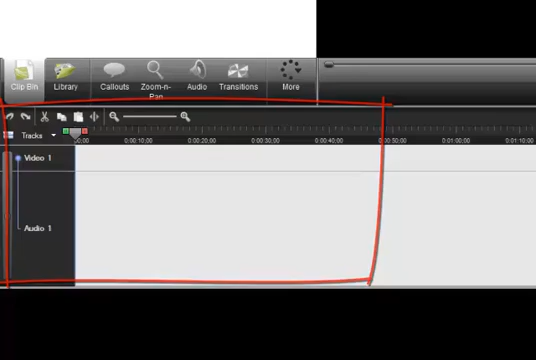 Clip Bin Library Callouts Zoom-n-Pan Audio Transitions More
Tracks 00;00 0:00:10;00 0:00:20;00 0:00:30;00 0:00:40;00 0:00:50;00 0:01:00;00 0:01:10;00
Video 1
Audio 1